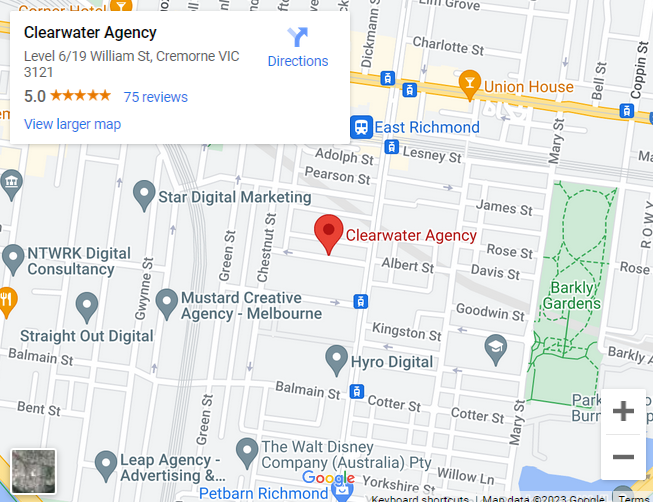 Corner Hotel
Elm Grove
Clearwater Agency
Level 6/19 William St, Cremorne VIC
3121
Directions
5.0
75 reviews
View larger map
Dickmann St
Charlotte St
Bell St
Coppin St
Union House
East Richmond
Mary St
Adolph St
Lesney St
Pearson St
Star Digital Marketing
James St
Clearwater Agency
ROWY
NTWRK Digital
Consultancy
Green St
Chestnut St
Rose St
Rose
Albert St
Davis St
Gwynne St
Mustard Creative
Agency - Melbourne
Barkly
Gardens
Goodwin St
Straight Out Digital
Kingston St
Balmain St
Hyro Digital
Barkly A
Balmain St
Cotter St
Cotter St
Mary St
Bent St
Green St
Burn
The Walt Disney
Company (Australia) Pty
Leap Agency -
Advertising &...
Willow Ln
Google
Yorkshire St
Petbarn Richmond
Keyboard shortcuts
Map data ©2023 Google
Terms